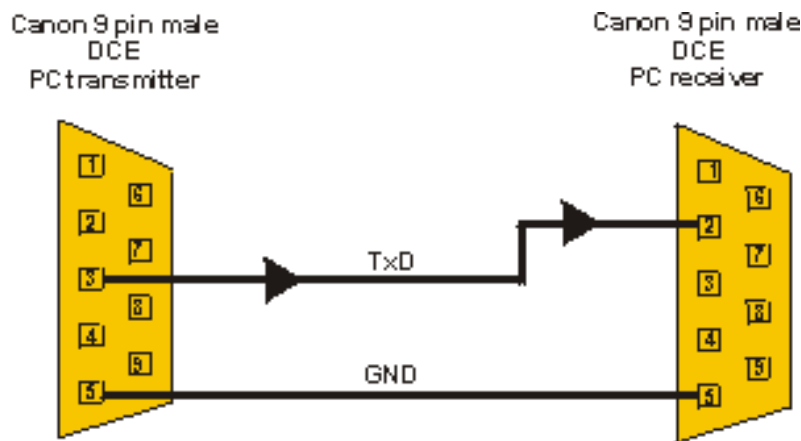 Canon 9 pin male
DCE
PC transmitter
Canon 9 pin male
DCE
PC receiver
1
6
2
7
3
8
4
9
5
TxD
GND
1
6
2
7
3
8
4
9
5